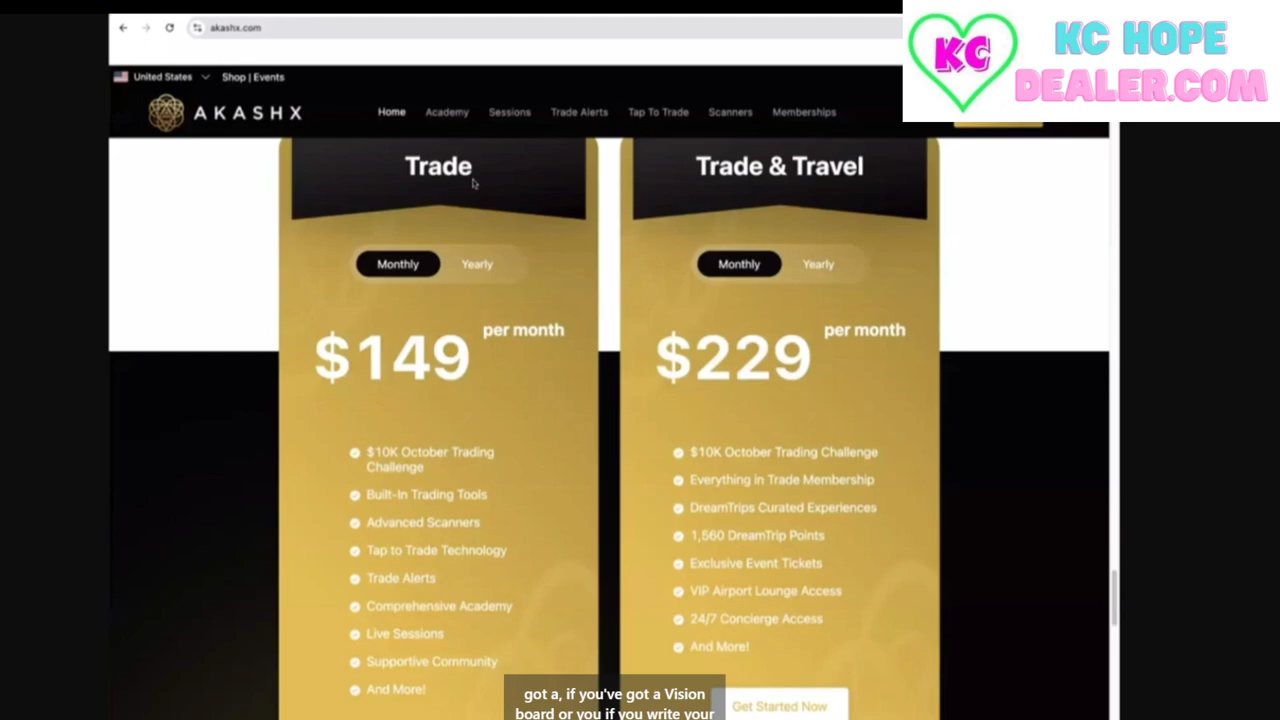 akashx.com
KC
KC HOPE
DEALER.COM
United States
Shop | Events
AKASHX
Home
Academy
Sessions
Trade Alerts
Tap To Trade
Scanners
Memberships
Trade
Monthly
Yearly
$149
per month
$10K October Trading
Challenge
Built-In Trading Tools
Advanced Scanners
Tap to Trade Technology
Trade Alerts
Comprehensive Academy
Live Sessions
Supportive Community
And More!
Trade & Travel
Monthly
Yearly
$229
per month
$10K October Trading Challenge
Everything in Trade Membership
DreamTrips Curated Experiences
1,560 DreamTrip Points
Exclusive Event Tickets
VIP Airport Lounge Access
24/7 Concierge Access
And More!
Get Started Now
got a, if you've got a Vision
board or you if you write your